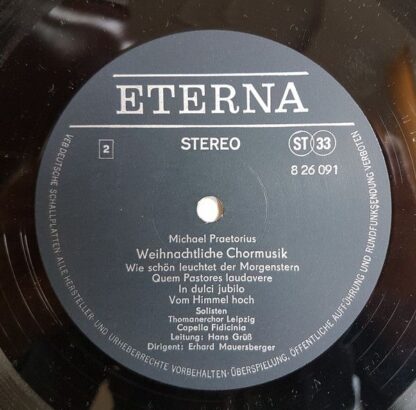 ETERNA
2
STEREO
ST 33
8 26 091
Michael Praetorius
Weihnachtliche Chormusik
Wie schön leuchtet der Morgenstern
Quem Pastores laudavere
In dulci jubilo
Vom Himmel hoch
Solisten
Thomanerchor Leipzig
Capella Fidicinia
Leitung: Hans Grüß
Dirigent: Erhard Mauersberger
VEB DEUTSCHE SCHALLPLATTEN · ALLE HERSTELLER- UND URHEBERRECHTE VORBEHALTEN · ÜBERSPIELUNG, ÖFFENTLICHE AUFFÜHRUNG UND RUNDFUNKSENDUNG VERBOTEN